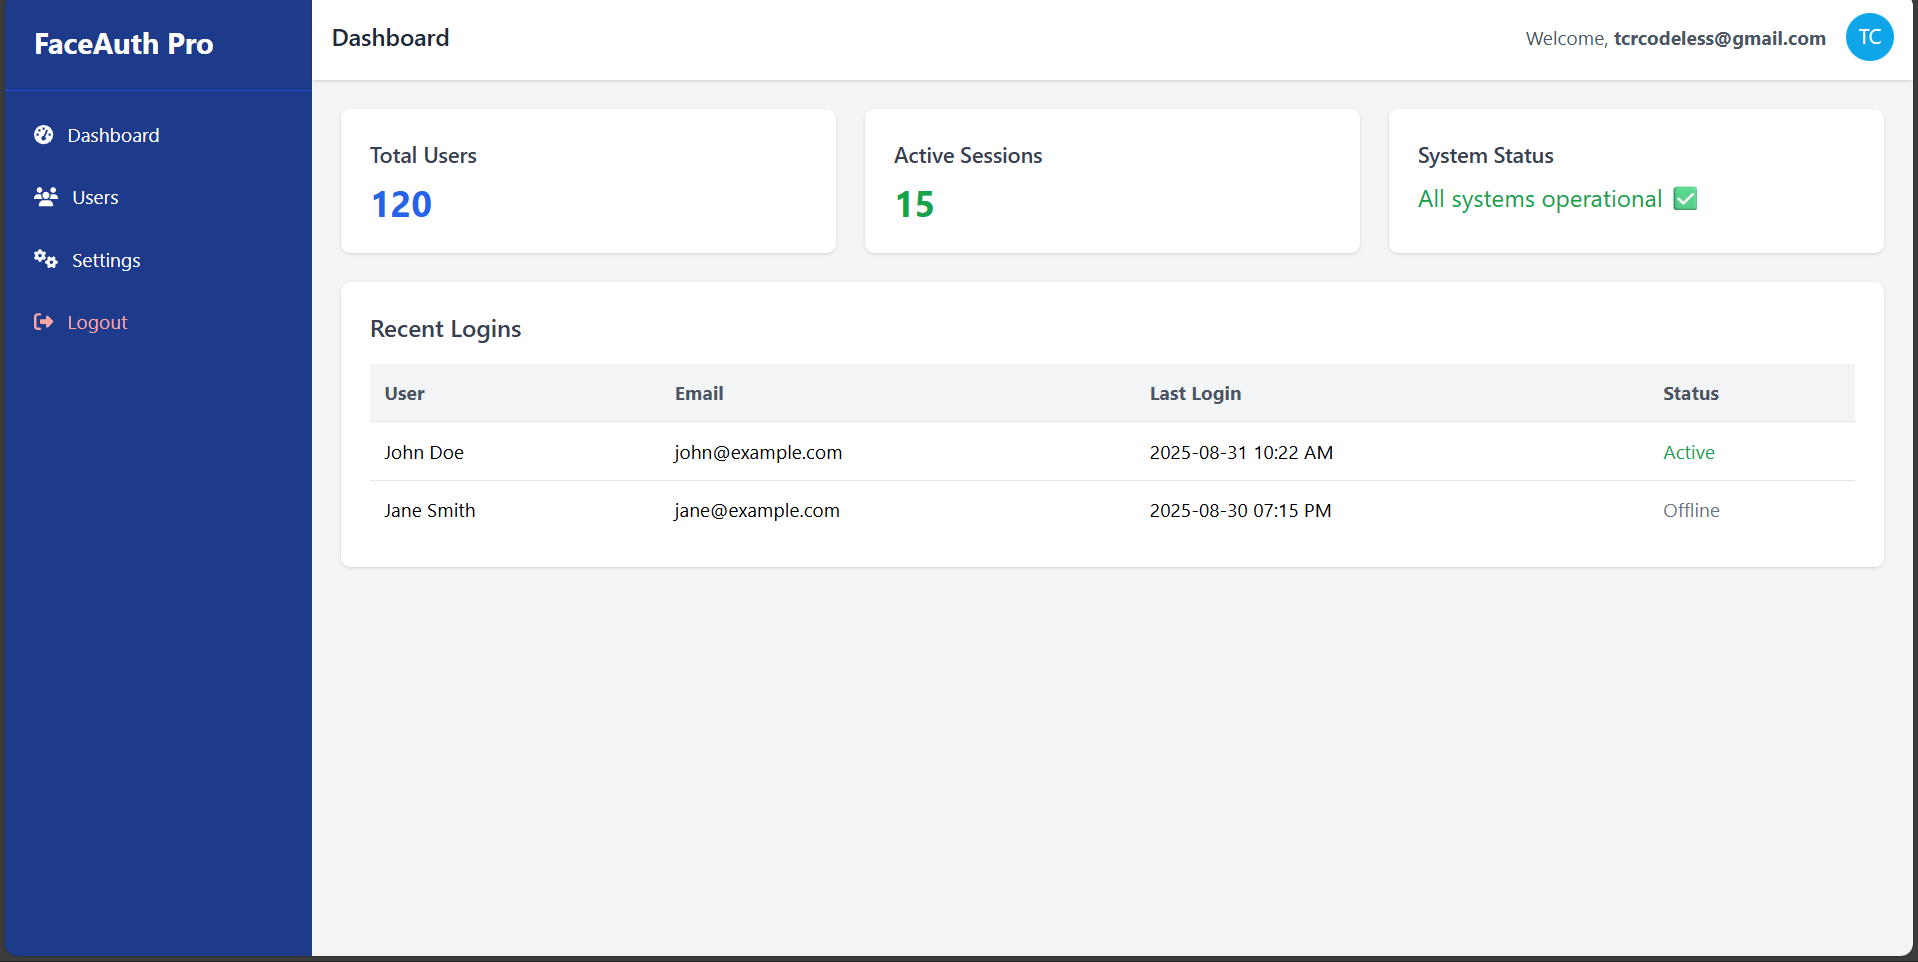 FaceAuth Pro
Dashboard
Users
Settings
Logout
Dashboard
Welcome, tcrcodeless@gmail.com
TC
Total Users
120
Active Sessions
15
System Status
All systems operational ✅
Recent Logins
User Email Last Login Status
John Doe john@example.com 2025-08-31 10:22 AM Active
Jane Smith jane@example.com 2025-08-30 07:15 PM Offline